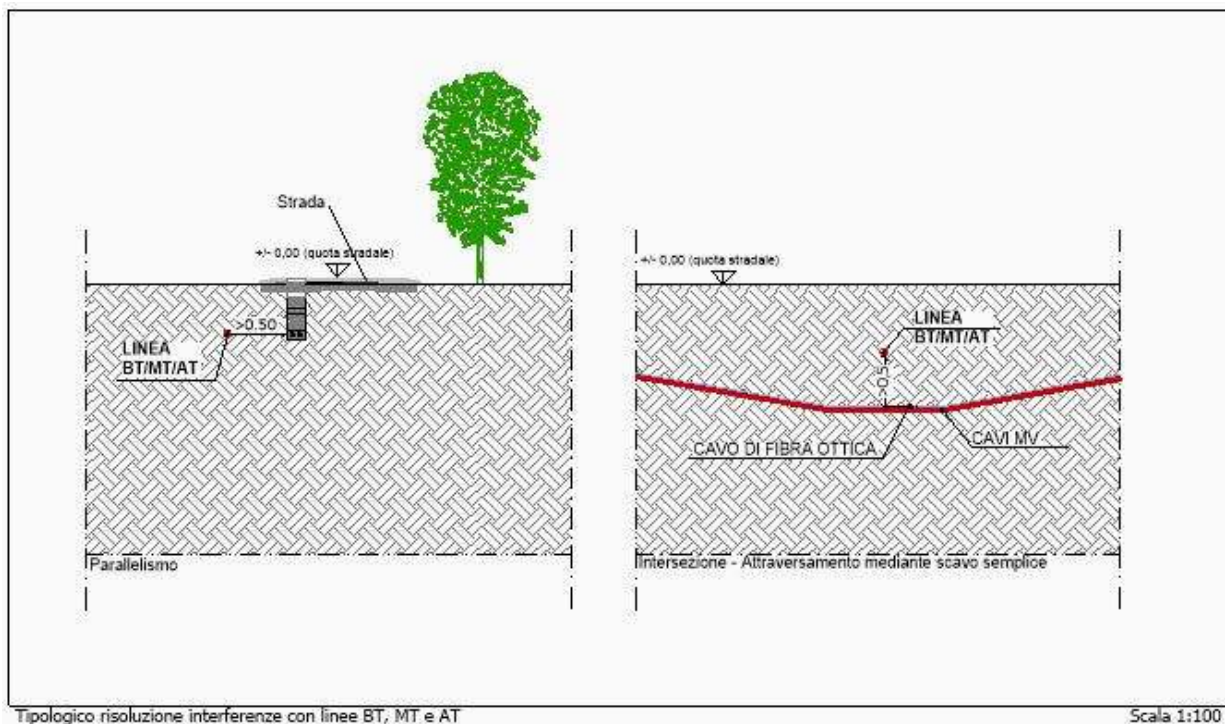 Strada
+/- 0,00 (quota stradale)
>0.50
LINEA
BT/MT/AT
Parallelismo
+/- 0,00 (quota stradale)
LINEA
BT/MT/AT
>0.5
CAVO DI FIBRA OTTICA
CAVI MV
Intersezione - Attraversamento mediante scavo semplice
Tipologico risoluzione interferenze con linee BT, MT e AT
Scala 1:100